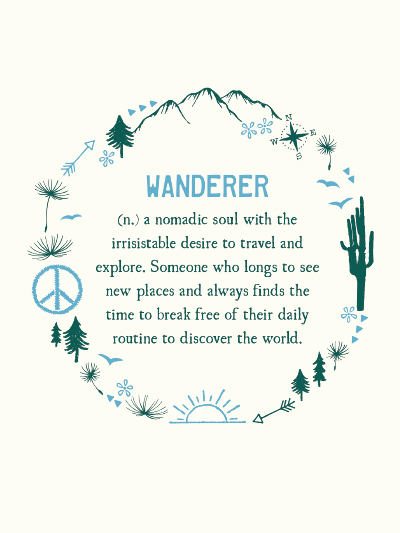 N
W E
S
WANDERER
(n.) a nomadic soul with the
irrisistable desire to travel and
explore. Someone who longs to see
new places and always finds the
time to break free of their daily
routine to discover the world.